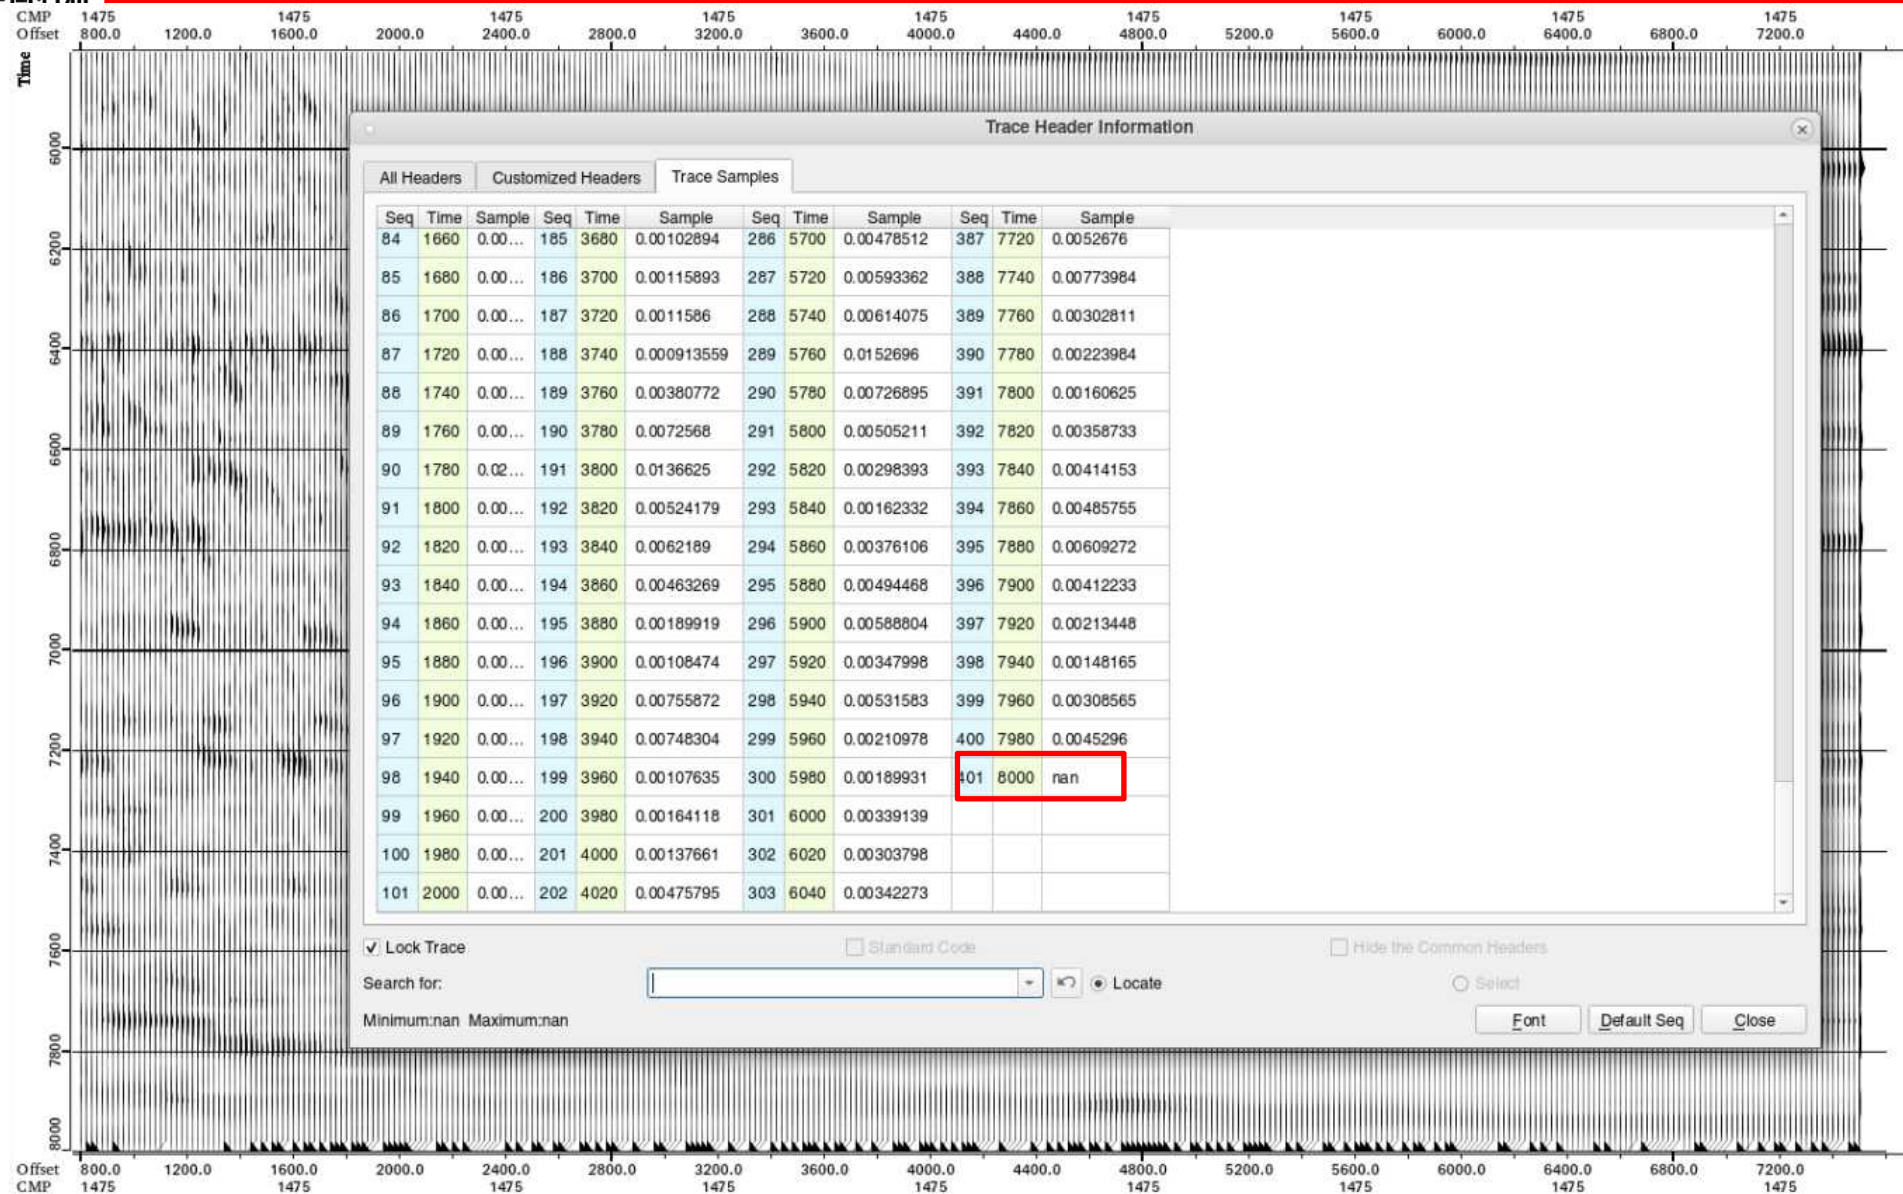 CMP 1475 1475 1475 1475 1475 1475 1475 1475 1475
Offset 800.0 1200.0 1600.0 2000.0 2400.0 2800.0 3200.0 3600.0 4000.0 4400.0 4800.0 5200.0 5600.0 6000.0 6400.0 6800.0 7200.0
Time
6000
6200
6400
6600
6800
7000
7200
7400
7600
7800
8000
Trace Header Information
All Headers Customized Headers Trace Samples
Seq Time Sample Seq Time Sample Seq Time Sample Seq Time Sample
84 1660 0.00... 185 3680 0.00102894 286 5700 0.00478512 387 7720 0.0052676
85 1680 0.00... 186 3700 0.00115893 287 5720 0.00593362 388 7740 0.00773984
86 1700 0.00... 187 3720 0.0011586 288 5740 0.00614075 389 7760 0.00302811
87 1720 0.00... 188 3740 0.000913559 289 5760 0.0152696 390 7780 0.00223984
88 1740 0.00... 189 3760 0.00380772 290 5780 0.00726895 391 7800 0.00160625
89 1760 0.00... 190 3780 0.0072568 291 5800 0.00505211 392 7820 0.00358733
90 1780 0.02... 191 3800 0.0136625 292 5820 0.00298393 393 7840 0.00414153
91 1800 0.00... 192 3820 0.00524179 293 5840 0.00162332 394 7860 0.00485755
92 1820 0.00... 193 3840 0.0062189 294 5860 0.00376106 395 7880 0.00609272
93 1840 0.00... 194 3860 0.00463269 295 5880 0.00494468 396 7900 0.00412233
94 1860 0.00... 195 3880 0.00189919 296 5900 0.00588804 397 7920 0.00213448
95 1880 0.00... 196 3900 0.00108474 297 5920 0.00347998 398 7940 0.00148165
96 1900 0.00... 197 3920 0.00755872 298 5940 0.00531583 399 7960 0.00308565
97 1920 0.00... 198 3940 0.00748304 299 5960 0.00210978 400 7980 0.0045296
98 1940 0.00... 199 3960 0.00107635 300 5980 0.00189931 401 8000 nan
99 1960 0.00... 200 3980 0.00164118 301 6000 0.00339139
100 1980 0.00... 201 4000 0.00137661 302 6020 0.00303798
101 2000 0.00... 202 4020 0.00475795 303 6040 0.00342273
Lock Trace Standard Code Hide the Common Headers
Search for: Locate Select
Minimum:nan Maximum:nan Font Default Seq Close
Offset 800.0 1200.0 1600.0 2000.0 2400.0 2800.0 3200.0 3600.0 4000.0 4400.0 4800.0 5200.0 5600.0 6000.0 6400.0 6800.0 7200.0
CMP 1475 1475 1475 1475 1475 1475 1475 1475 1475